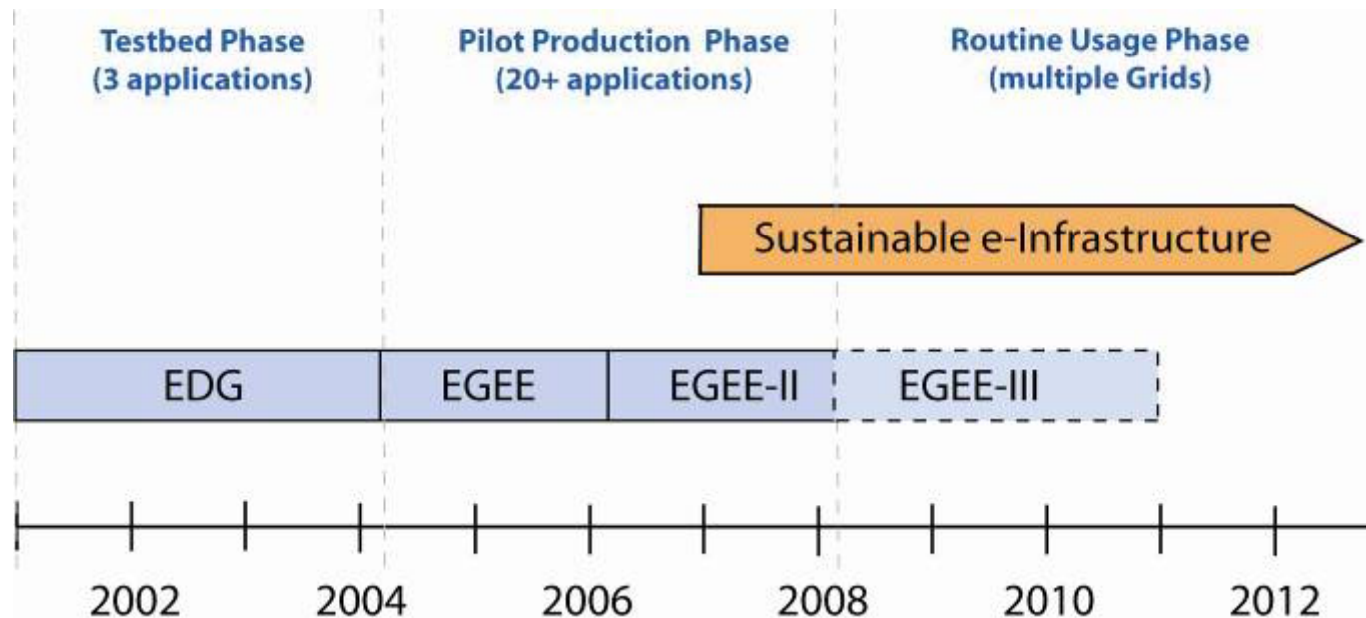 Testbed Phase
(3 applications)
Pilot Production Phase
(20+ applications)
Routine Usage Phase
(multiple Grids)
Sustainable e-Infrastructure
EDG
EGEE
EGEE-II
EGEE-III
2002
2004
2006
2008
2010
2012